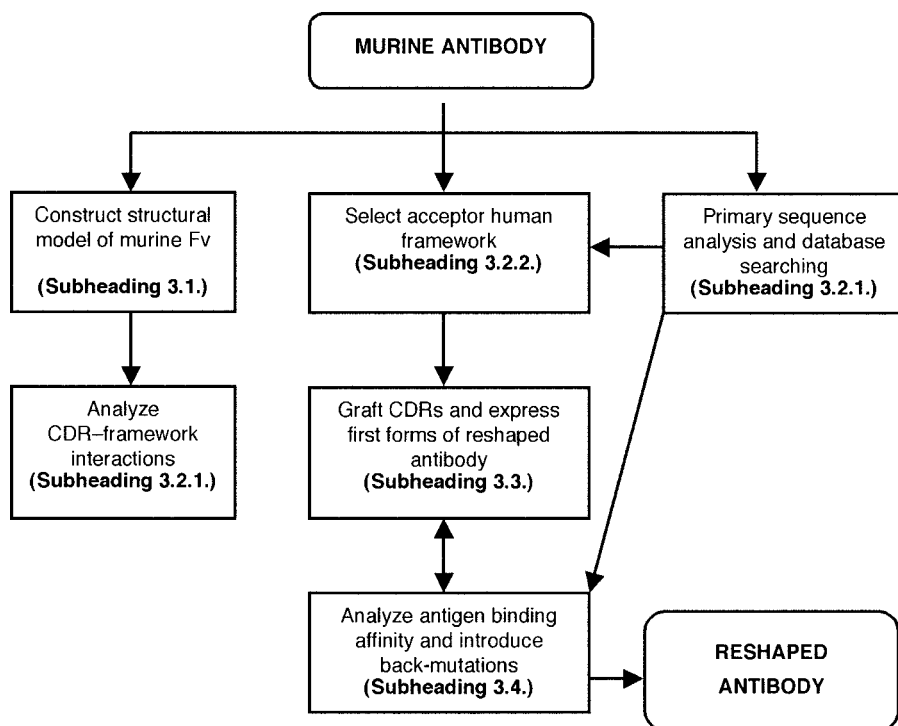 MURINE ANTIBODY
Construct structural
model of murine Fv
(Subheading 3.1.)
Select acceptor human
framework
(Subheading 3.2.2.)
Primary sequence
analysis and database
searching
(Subheading 3.2.1.)
Analyze
CDR–framework
interactions
(Subheading 3.2.1.)
Graft CDRs and express
first forms of reshaped
antibody
(Subheading 3.3.)
Analyze antigen binding
affinity and introduce
back-mutations
(Subheading 3.4.)
RESHAPED
ANTIBODY